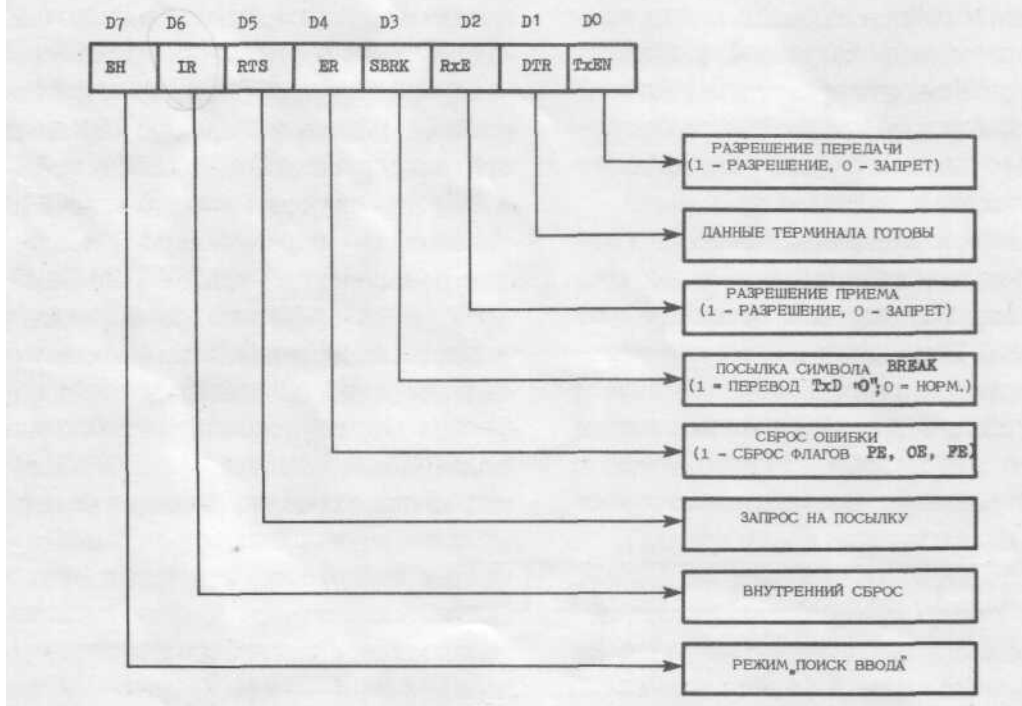 D7 D6 D5 D4 D3 D2 D1 D0
EH IR RTS ER SBRK RxE DTR TxEN
РАЗРЕШЕНИЕ ПЕРЕДАЧИ
(1 – РАЗРЕШЕНИЕ, 0 – ЗАПРЕТ)
ДАННЫЕ ТЕРМИНАЛА ГОТОВЫ
РАЗРЕШЕНИЕ ПРИЕМА
(1 – РАЗРЕШЕНИЕ, 0 – ЗАПРЕТ)
ПОСЫЛКА СИМВОЛА BREAK
(1 = ПЕРЕВОД TxD "0"; 0 = НОРМ.)
СБРОС ОШИБКИ
(1 – СБРОС ФЛАГОВ PE, OE, FE)
ЗАПРОС НА ПОСЫЛКУ
ВНУТРЕННИЙ СБРОС
РЕЖИМ „ПОИСК ВВОДА"